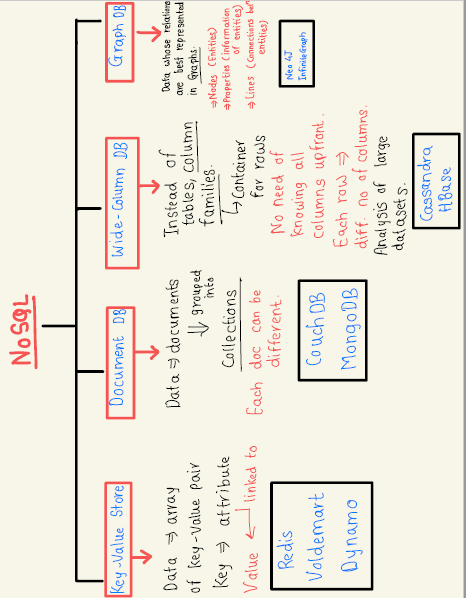 NoSQL
Key-Value Store
Data ⇒ array
of Key-Value pair
Key ⇒ attribute
Value ← linked to
Redis
Voldemart
Dynamo
Document DB
Data ⇒ documents
⇓ grouped
into
Collections
Each doc can be
different.
CouchDB
MongoDB
Wide-Column DB
Instead of
tables, column
families.
↳ Container
for rows
No need of
Knowing all
columns upfront.
Each row ⇒
diff. no of columns.
Analysis of large
datasets.
Cassandra
HBase
Graph DB
Data whose relations
are best represented
in Graphs.
⇒ Nodes (Entities)
⇒ Properties (information
of entities)
⇒ Lines (Connections betn
entities)
Neo 4J
InfiniteGraph